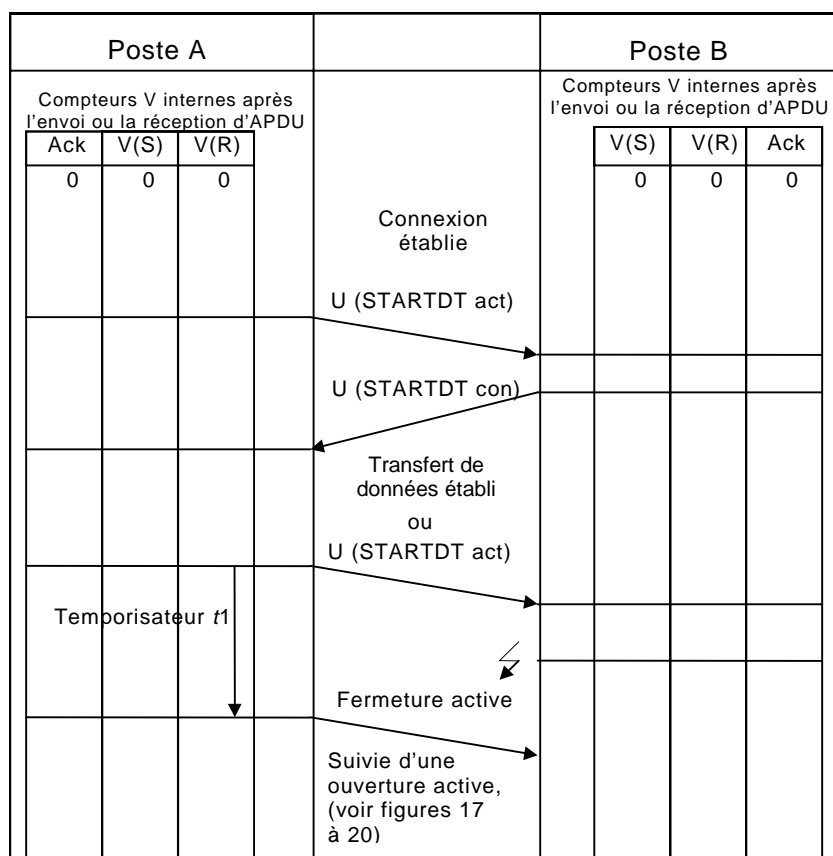 Poste A
Poste B
Compteurs V internes après
l'envoi ou la réception d'APDU
Compteurs V internes après
l'envoi ou la réception d'APDU
Ack V(S) V(R)
V(S) V(R) Ack
0 0 0
0 0 0
Connexion
établie
U (STARTDT act)
U (STARTDT con)
Transfert de
données établi
ou
U (STARTDT act)
Temporisateur t1
Fermeture active
Suivie d'une
ouverture active,
(voir figures 17
à 20)